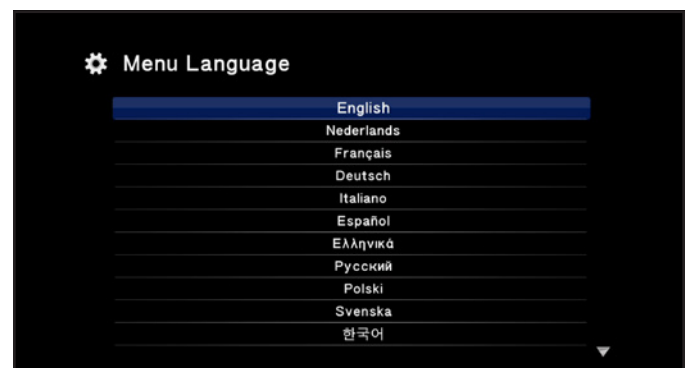 Menu Language
English
Nederlands
Français
Deutsch
Italiano
Español
Ελληνικά
Русский
Polski
Svenska
한국어